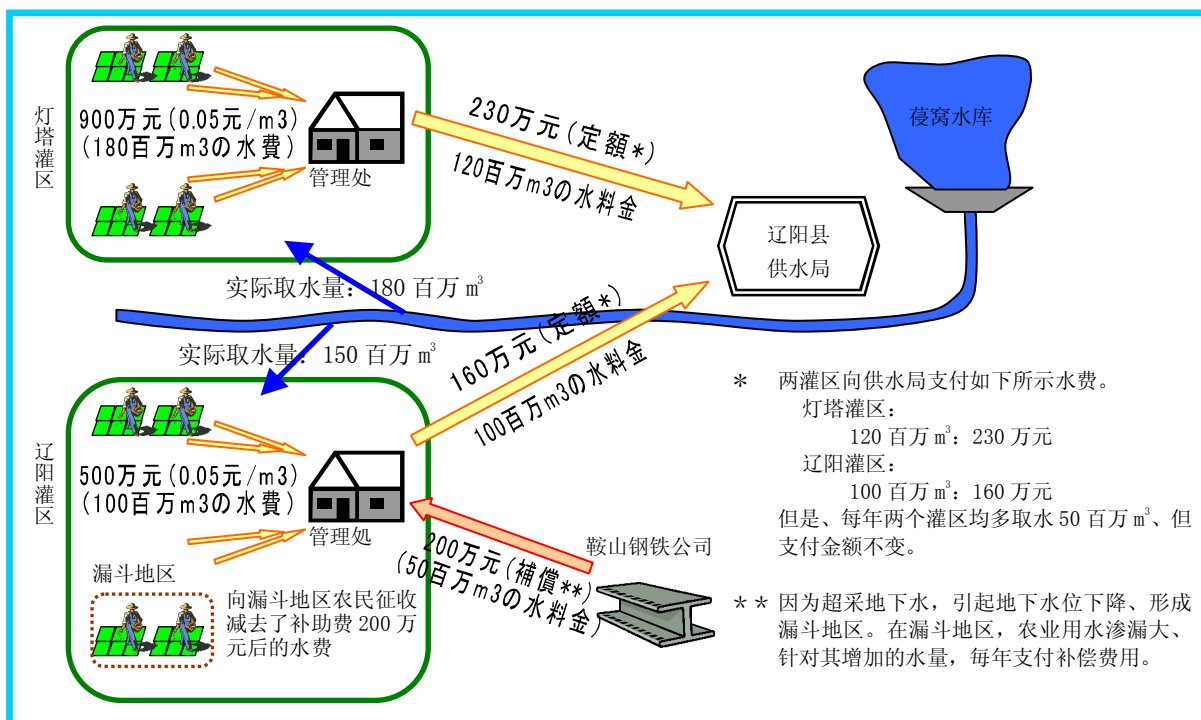 灯塔灌区
900万元(0.05元/m3)
(180百万m3の水費)
管理处
230万元(定額*)
120百万m3の水料金
葠窝水库
辽阳县
供水局
实际取水量：180 百万 m³
实际取水量：150 百万 m³
160万元(定額*)
100百万m3の水料金
辽阳灌区
500万元(0.05元/m3)
(100百万m3の水費)
管理処
漏斗地区
向漏斗地区农民征收
减去了补助费 200 万
元后的水费
200万元(補償**)
(50百万m3の水料金)
鞍山钢铁公司
* 两灌区向供水局支付如下所示水费。
灯塔灌区：
120 百万 m³：230 万元
辽阳灌区：
100 百万 m³：160 万元
但是、每年两个灌区均多取水 50 百万 m³、但
支付金额不变。
** 因为超采地下水，引起地下水位下降、形成
漏斗地区。在漏斗地区，农业用水渗漏大、
针对其增加的水量，每年支付补偿费用。